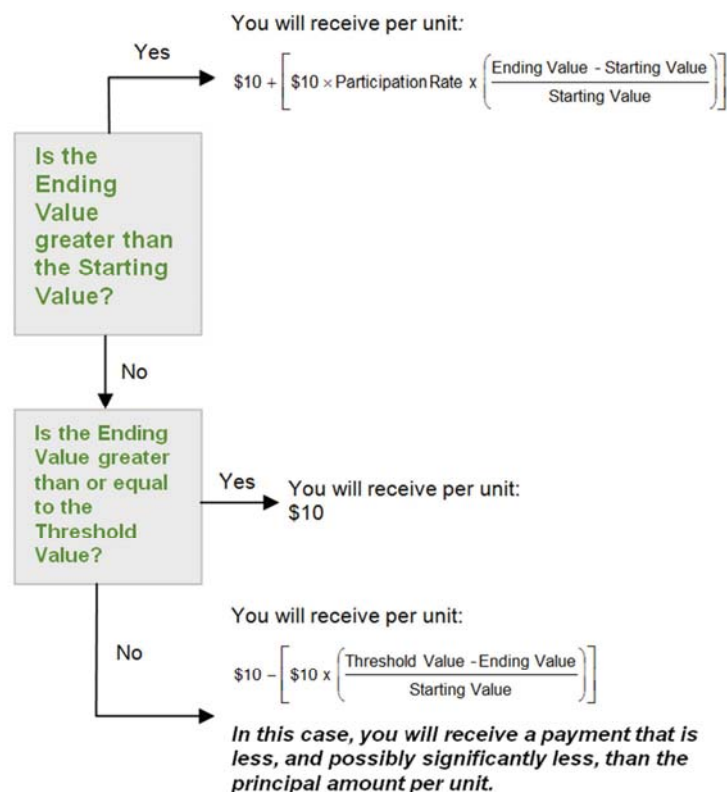 You will receive per unit:
Yes
$10 + [ $10 × Participation Rate x ( Ending Value - Starting Value / Starting Value ) ]
Is the
Ending
Value
greater than
the Starting
Value?
No
Is the Ending
Value greater
than or equal
to the
Threshold
Value?
Yes
You will receive per unit:
$10
You will receive per unit:
No
$10 − [ $10 x ( Threshold Value - Ending Value / Starting Value ) ]
In this case, you will receive a payment that is
less, and possibly significantly less, than the
principal amount per unit.